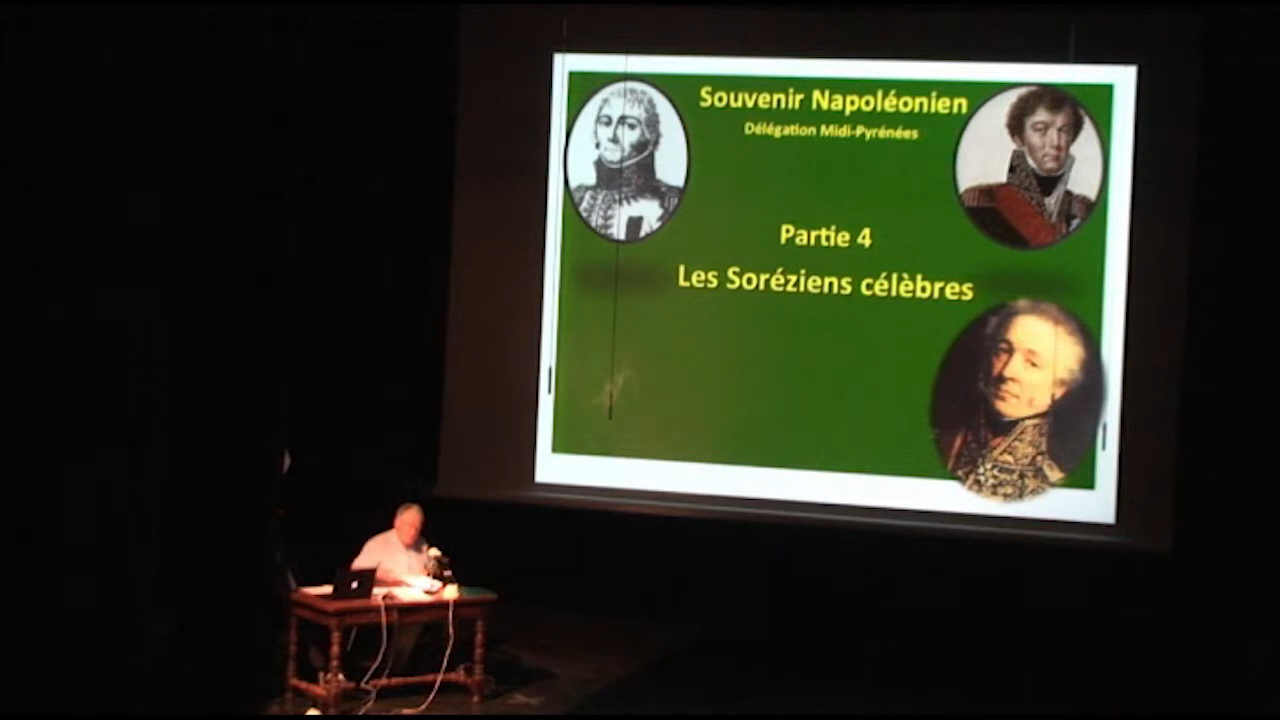 Souvenir Napoléonien
Délégation Midi-Pyrénées
Partie 4
Les Soréziens célèbres